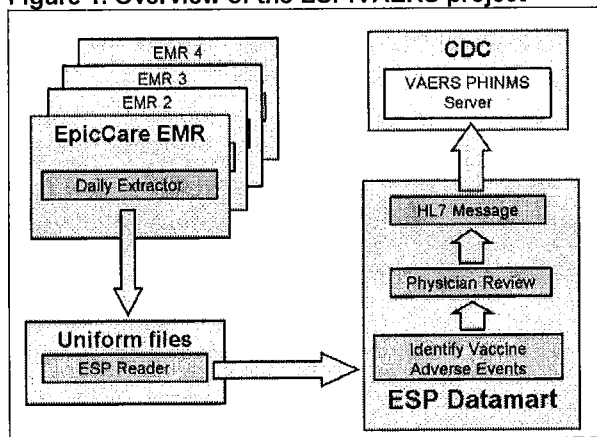 Figure 1. Overview of the ESP:VAERS project
EMR 4
EMR 3
EMR 2
EpicCare EMR
Daily Extractor
Uniform files
ESP Reader
CDC
VAERS PHINMS
Server
HL7 Message
Physician Review
Identify Vaccine
Adverse Events
ESP Datamart